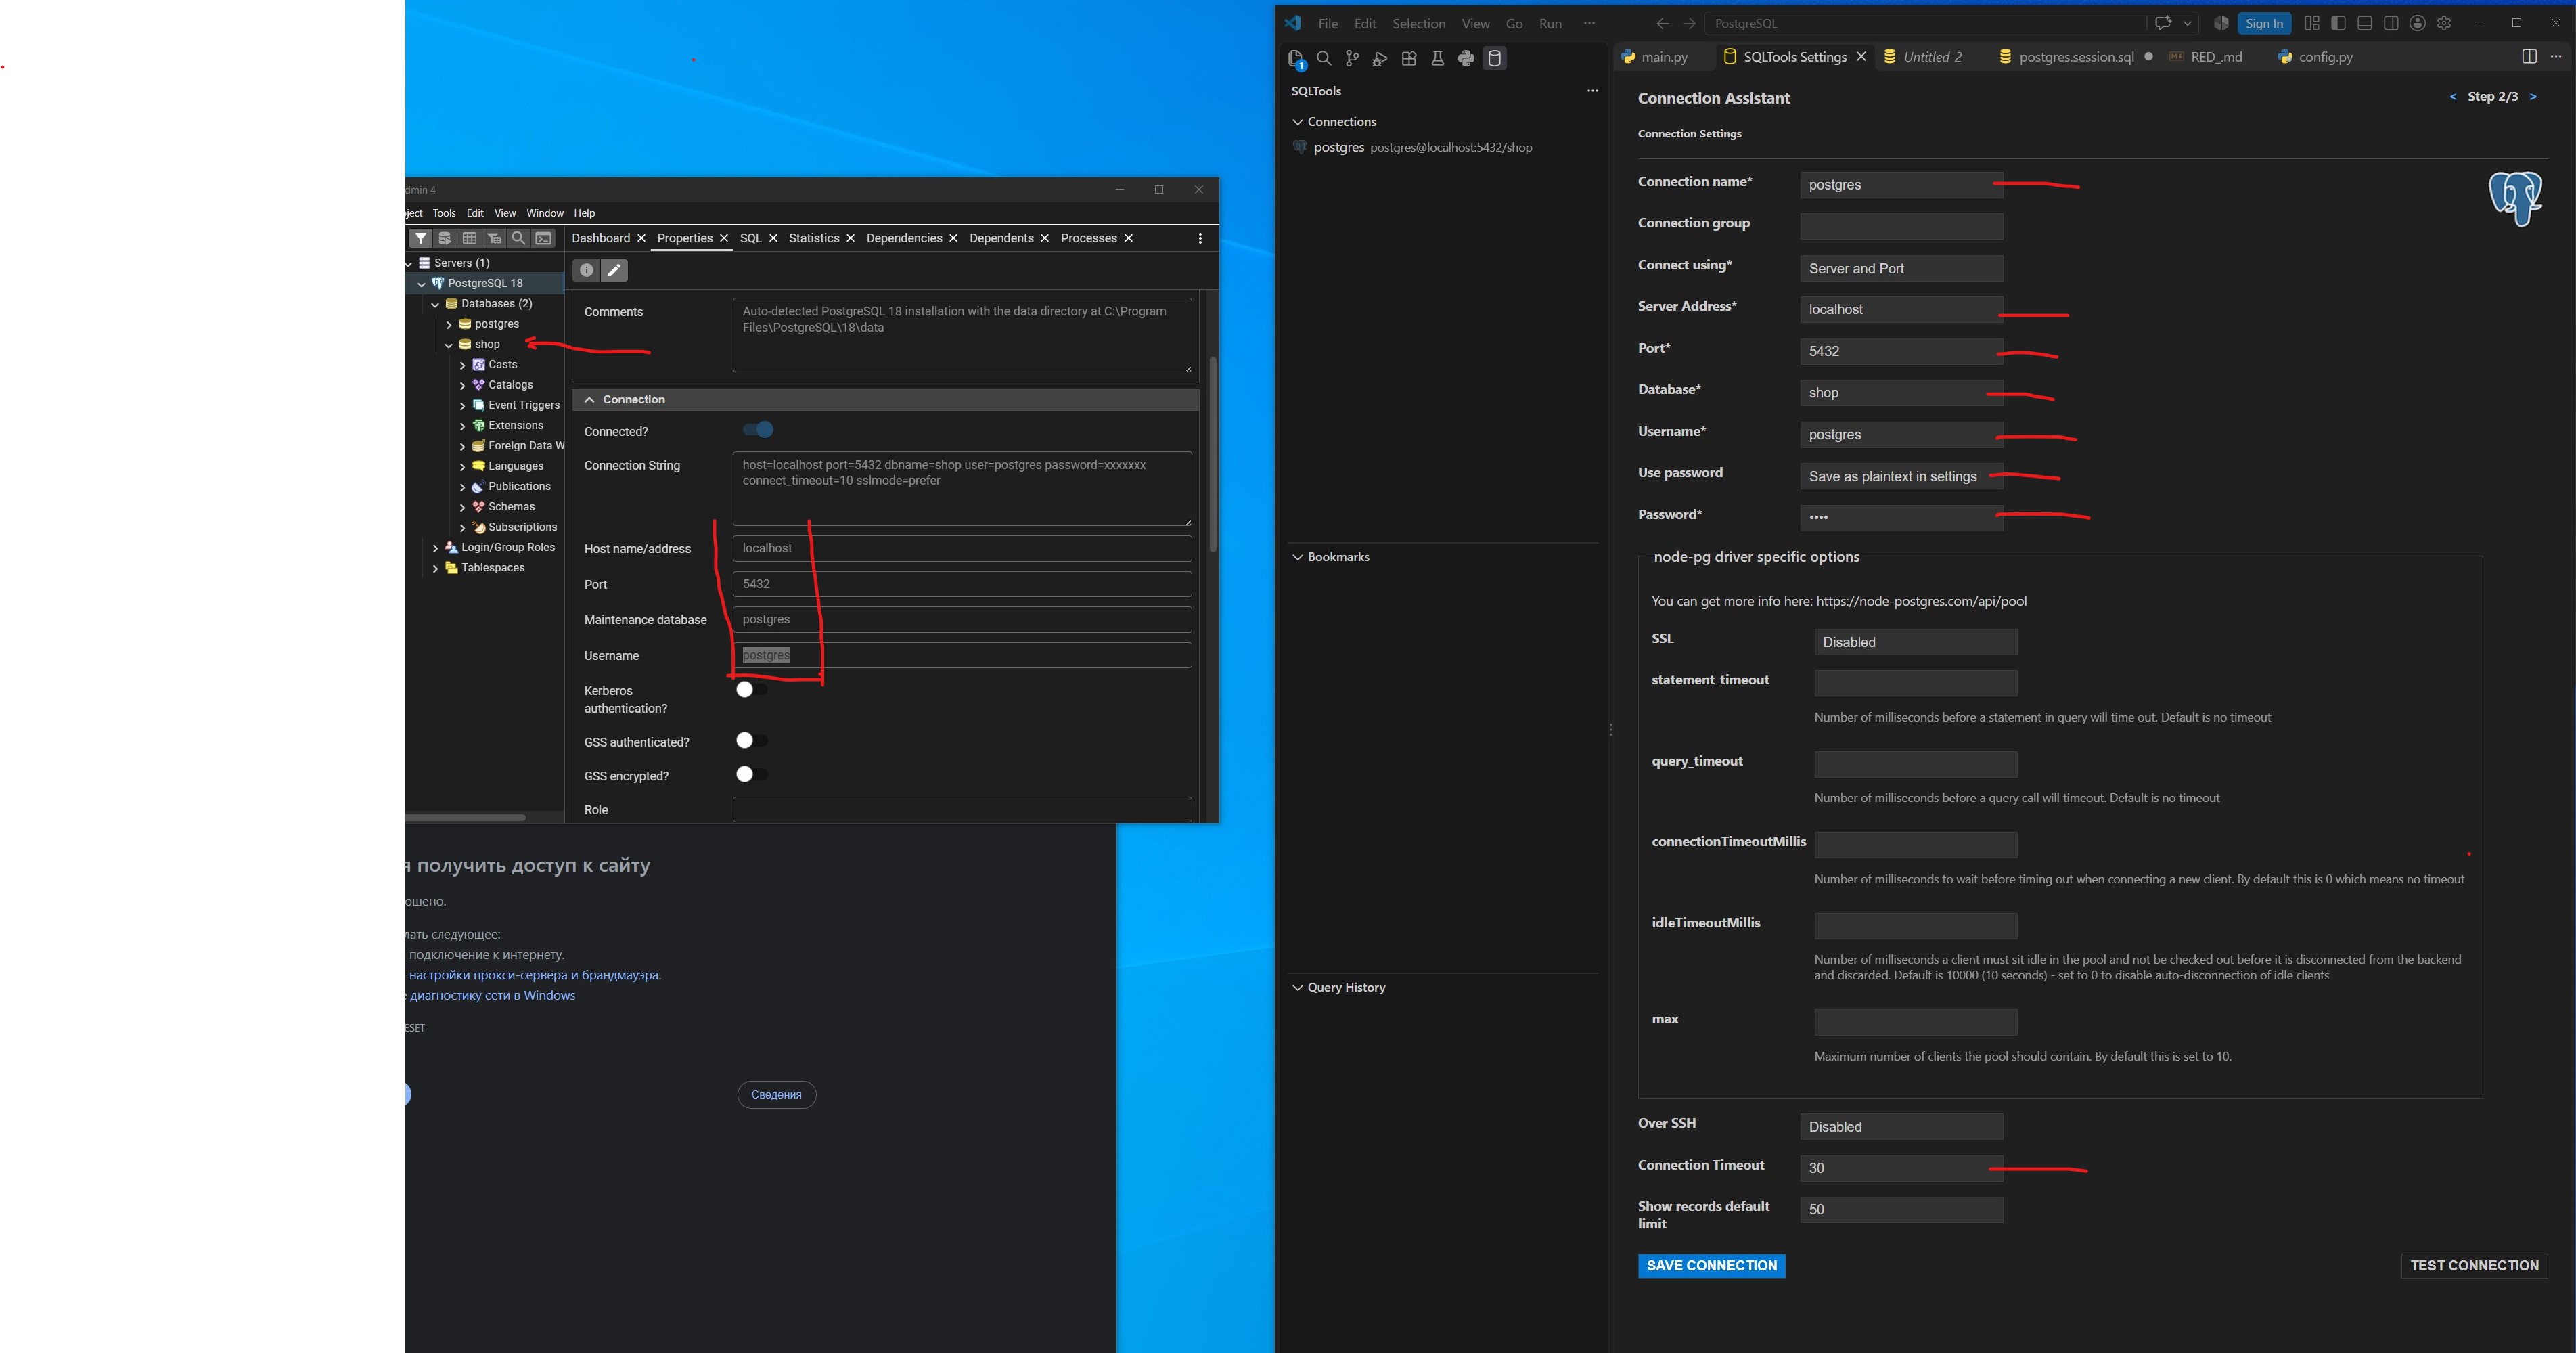 dmin 4
ject Tools Edit View Window Help
Dashboard Properties SQL Statistics Dependencies Dependents Processes
Servers (1)
PostgreSQL 18
Databases (2)
postgres
shop
Casts
Catalogs
Event Triggers
Extensions
Foreign Data W
Languages
Publications
Schemas
Subscriptions
Login/Group Roles
Tablespaces
Comments
Auto-detected PostgreSQL 18 installation with the data directory at C:\Program
Files\PostgreSQL\18\data
Connection
Connected?
Connection String
host=localhost port=5432 dbname=shop user=postgres password=xxxxxxx
connect_timeout=10 sslmode=prefer
Host name/address
localhost
Port
5432
Maintenance database
postgres
Username
postgres
Kerberos
authentication?
GSS authenticated?
GSS encrypted?
Role
я получить доступ к сайту
ошено.
лать следующее:
подключение к интернету.
настройки прокси-сервера и брандмауэра.
е диагностику сети в Windows
ESET
Сведения
File Edit Selection View Go Run ···
PostgreSQL
Sign In
1
main.py SQLTools Settings Untitled-2 postgres.session.sql RED_.md config.py
SQLTools
Connections
postgres postgres@localhost:5432/shop
Bookmarks
Query History
Connection Assistant
< Step 2/3 >
Connection Settings
Connection name*
postgres
Connection group
Connect using*
Server and Port
Server Address*
localhost
Port*
5432
Database*
shop
Username*
postgres
Use password
Save as plaintext in settings
Password*
••••
node-pg driver specific options
You can get more info here: https://node-postgres.com/api/pool
SSL
Disabled
statement_timeout
Number of milliseconds before a statement in query will time out. Default is no timeout
query_timeout
Number of milliseconds before a query call will timeout. Default is no timeout
connectionTimeoutMillis
Number of milliseconds to wait before timing out when connecting a new client. By default this is 0 which means no timeout
idleTimeoutMillis
Number of milliseconds a client must sit idle in the pool and not be checked out before it is disconnected from the backend
and discarded. Default is 10000 (10 seconds) - set to 0 to disable auto-disconnection of idle clients
max
Maximum number of clients the pool should contain. By default this is set to 10.
Over SSH
Disabled
Connection Timeout
30
Show records default
limit
50
SAVE CONNECTION
TEST CONNECTION